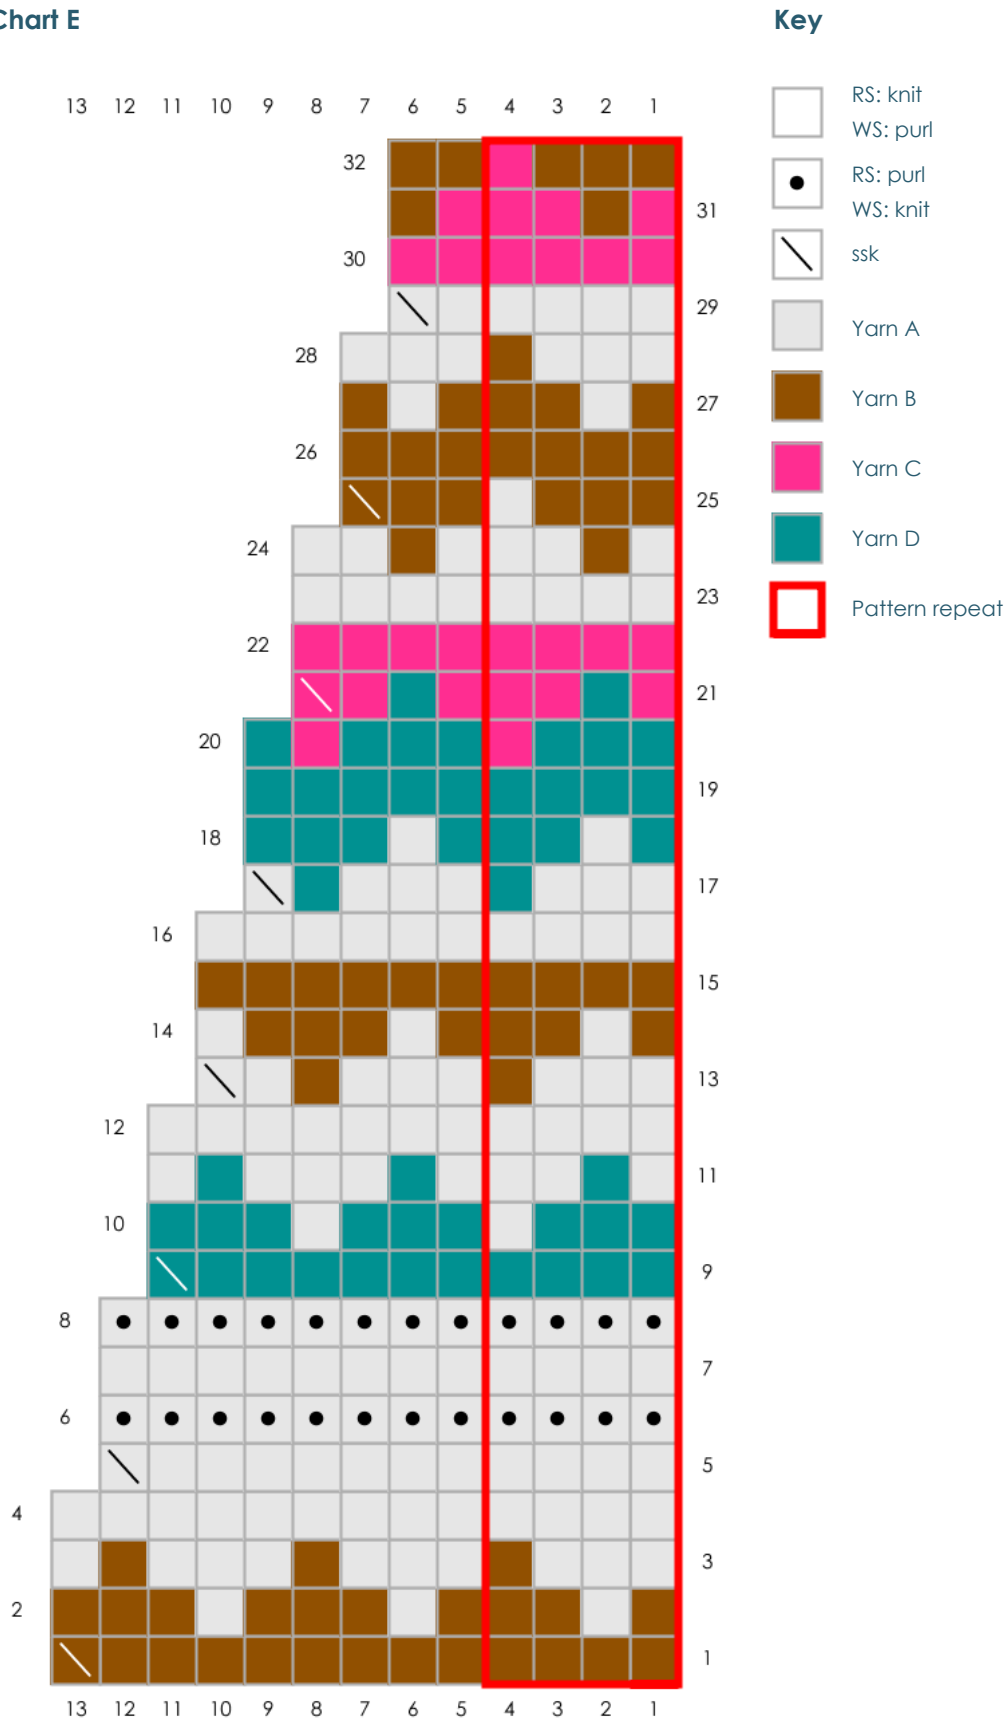 Chart E
Key
13 12 11 10 9 8 7 6 5 4 3 2 1
RS: knit
WS: purl
RS: purl
WS: knit
ssk
Yarn A
Yarn B
Yarn C
Yarn D
Pattern repeat
32
31
30
29
28
27
26
25
24
23
22
21
20
19
18
17
16
15
14
13
12
11
10
9
8
7
6
5
4
3
2
1
13 12 11 10 9 8 7 6 5 4 3 2 1